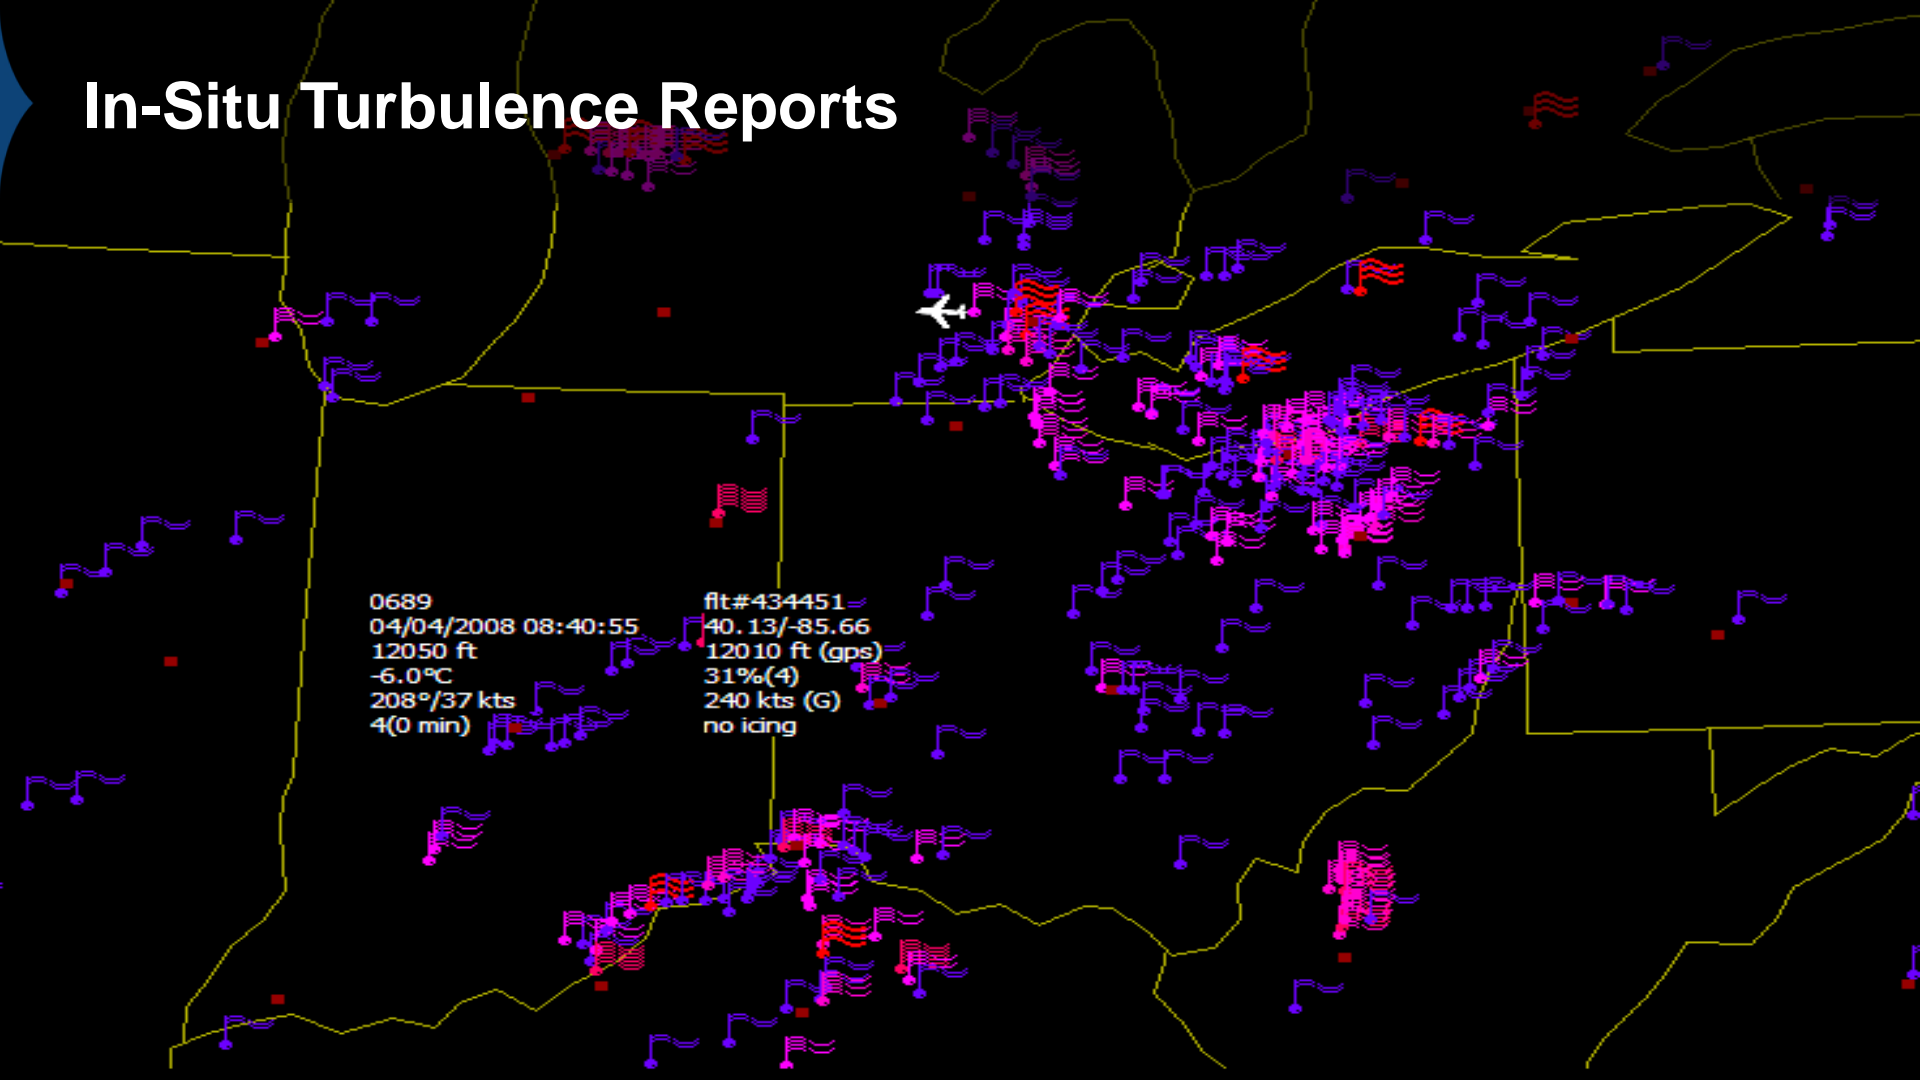 In-Situ Turbulence Reports
0689
04/04/2008 08:40:55
12050 ft
-6.0°C
208°/37 kts
4(0 min)
flt#434451
40.13/-85.66
12010 ft (gps)
31%(4)
240 kts (G)
no icing